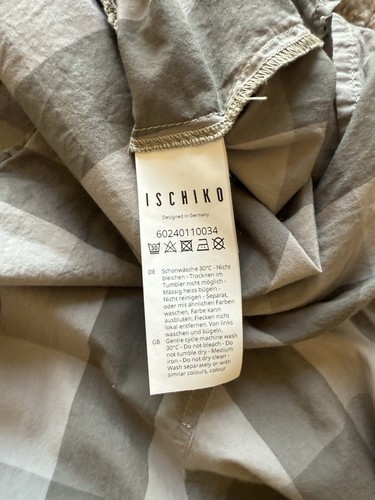 ISCHIKO
Designed in Germany
60240110034
DE Schonwäsche 30°C - Nicht
bleichen - Trocknen im
Tumbler nicht möglich -
Mässig heiss bügeln -
Nicht reinigen - Separat,
oder mit ähnlichen Farben
waschen, Farbe kann
ausbluten, Flecken nicht
lokal entfernen. Von links
waschen und bügeln.
GB Gentle cycle machine wash
30°C - Do not bleach - Do
not tumble dry - Medium
iron - Do not dry clean -
Wash separately or with
similar colours, colour